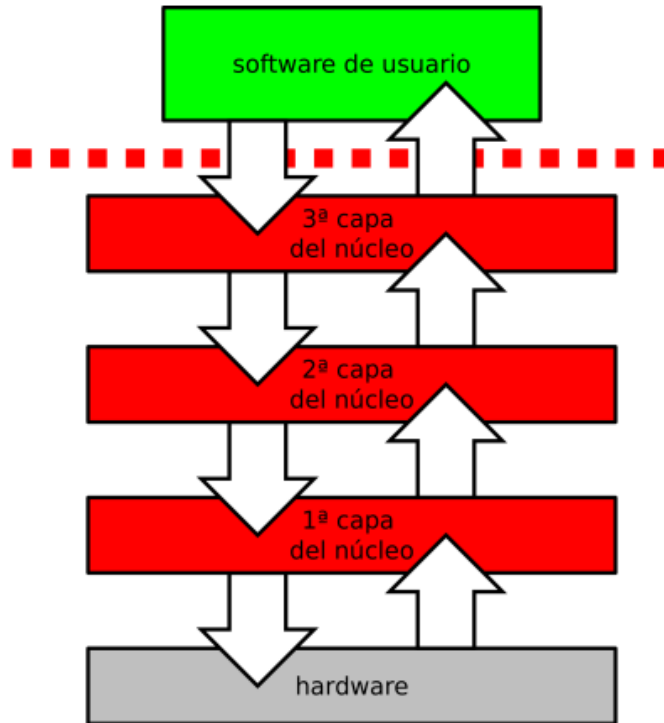 software de usuario
3ª capa
del núcleo
2ª capa
del núcleo
1ª capa
del núcleo
hardware